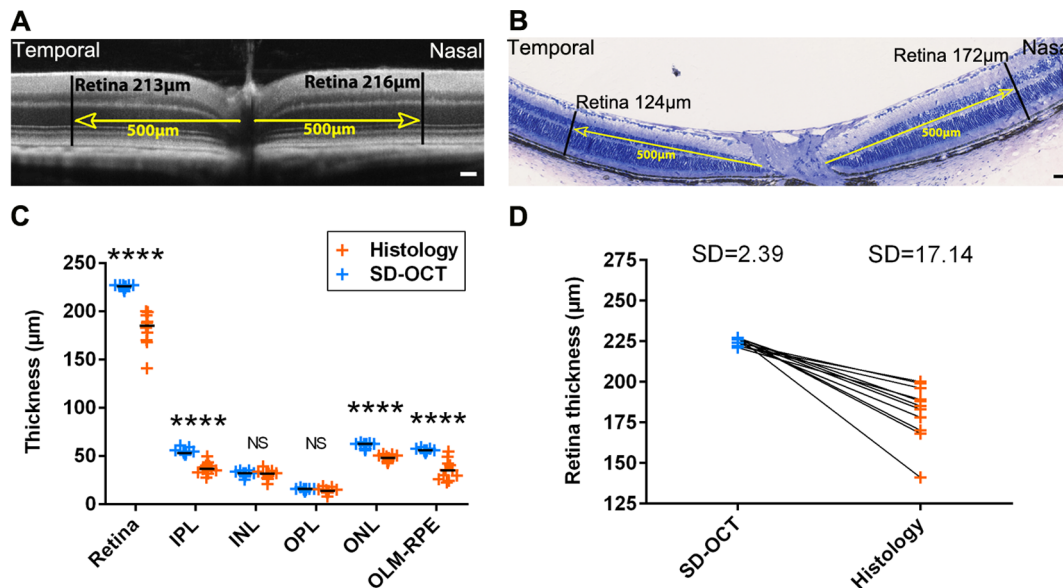 A
Temporal
Nasal
Retina 213µm
Retina 216µm
500µm
500µm
B
Temporal
Nasal
Retina 172µm
Retina 124µm
500µm
500µm
C
Thickness (µm)
250
200
150
100
50
0
****
****
NS
NS
****
****
Histology
SD-OCT
Retina
IPL
INL
OPL
ONL
OLM-RPE
D
SD=2.39
SD=17.14
Retina thickness (µm)
275
250
225
200
175
150
125
SD-OCT
Histology